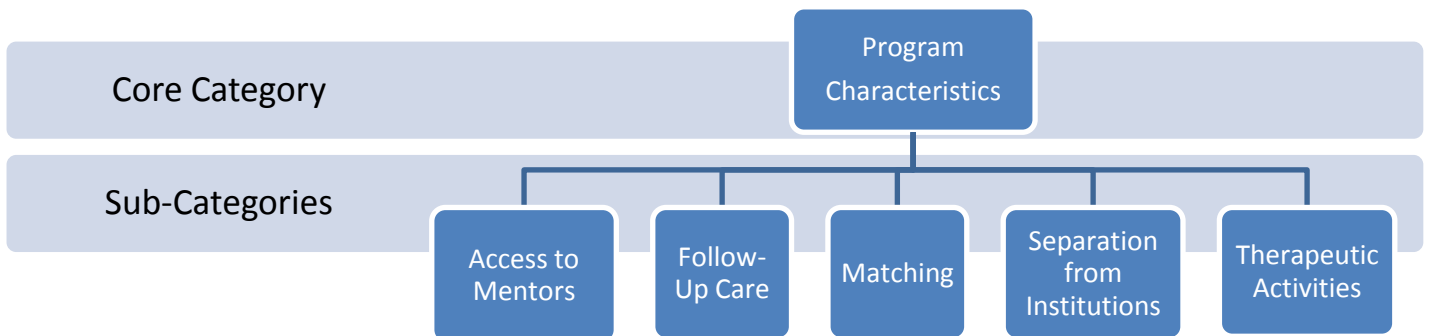 Core Category
Program
Characteristics
Sub-Categories
Access to
Mentors
Follow-
Up Care
Matching
Separation
from
Institutions
Therapeutic
Activities